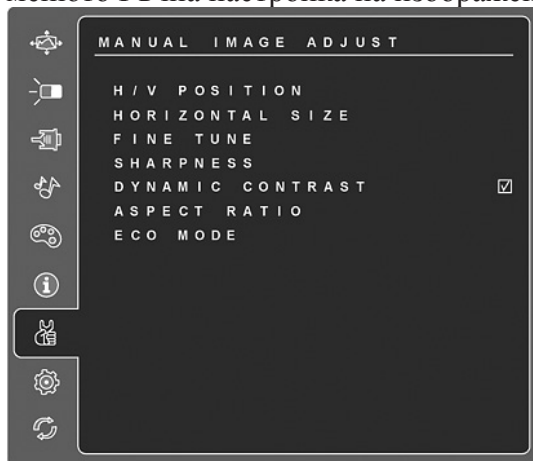 MANUAL IMAGE ADJUST
H/V POSITION
HORIZONTAL SIZE
FINE TUNE
SHARPNESS
DYNAMIC CONTRAST
ASPECT RATIO
ECO MODE